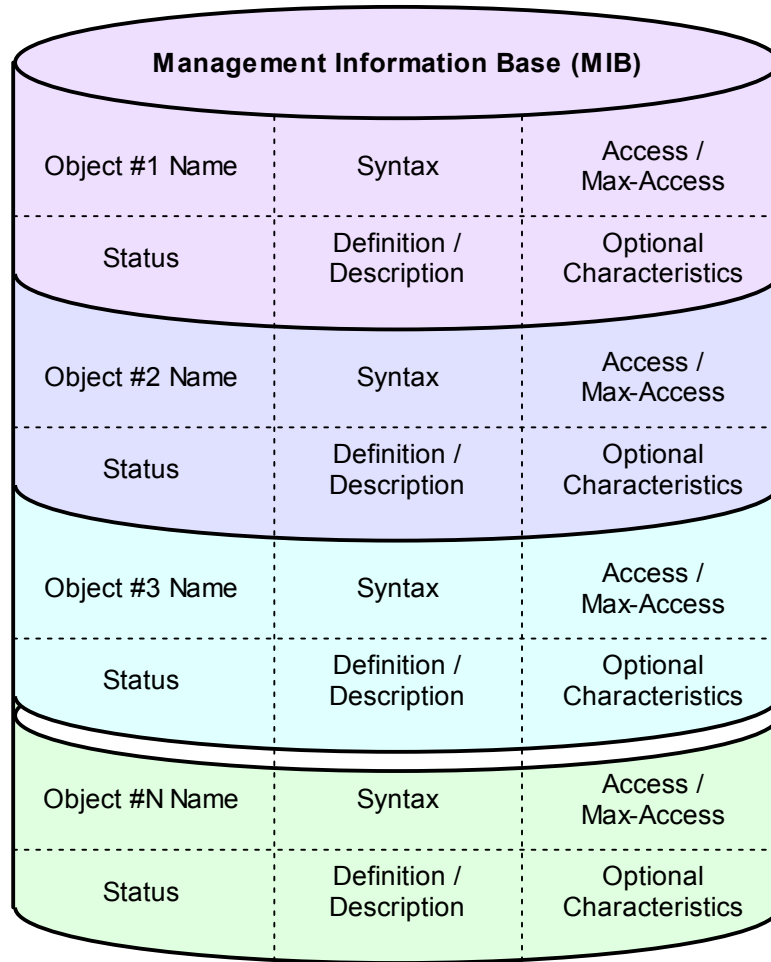 Management Information Base (MIB)
Object #1 Name
Syntax
Access /
Max-Access
Status
Definition /
Description
Optional
Characteristics
Object #2 Name
Syntax
Access /
Max-Access
Status
Definition /
Description
Optional
Characteristics
Object #3 Name
Syntax
Access /
Max-Access
Status
Definition /
Description
Optional
Characteristics
Object #N Name
Syntax
Access /
Max-Access
Status
Definition /
Description
Optional
Characteristics